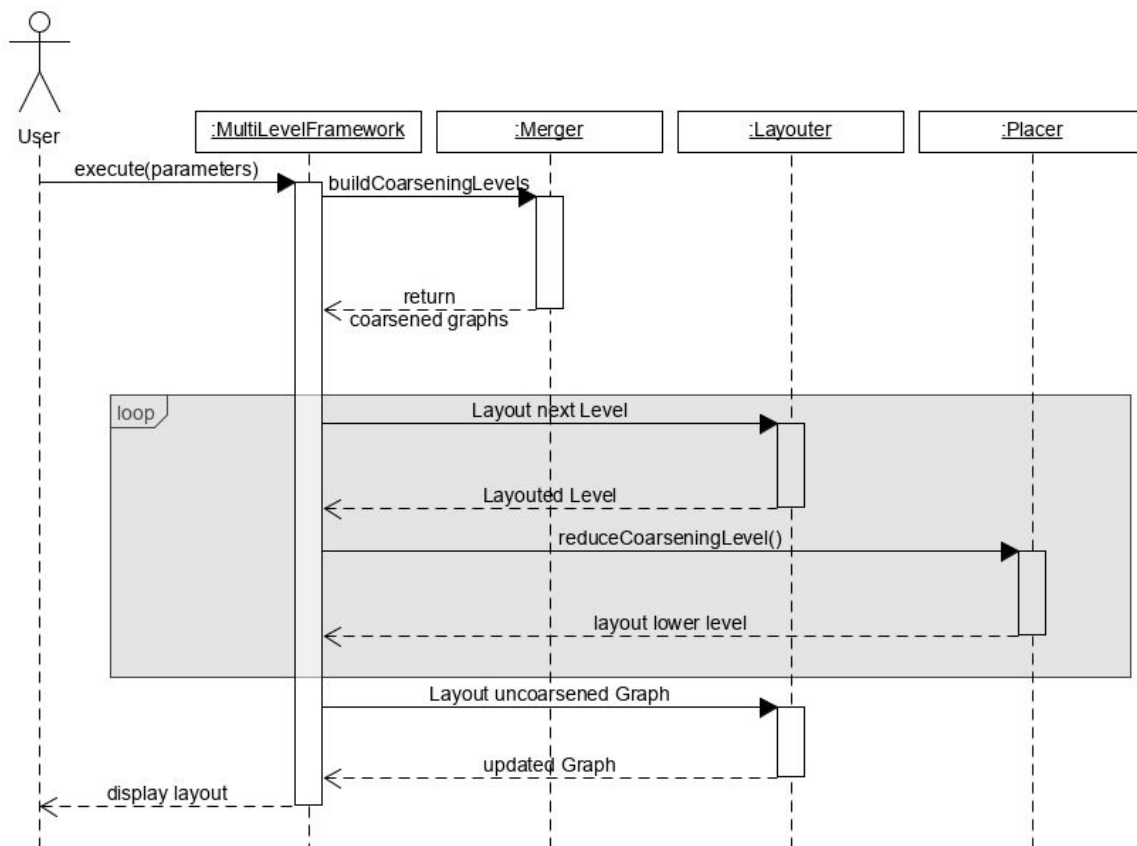 User
:MultiLevelFramework
:Merger
:Layouter
:Placer
execute(parameters)
buildCoarseningLevels
return
coarsened graphs
loop
Layout next Level
Layouted Level
reduceCoarseningLevel()
layout lower level
Layout uncoarsened Graph
updated Graph
display layout